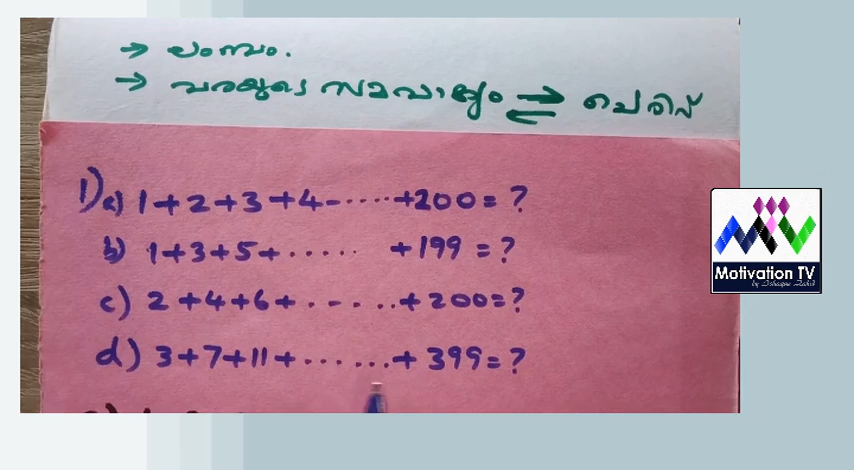 → ലംബം.
→ വരയുടെ സമവാക്യം ⇌ ചെരിവ്
1) a) 1+2+3+4-....+200=?
b) 1+3+5+...... +199 =?
c) 2+4+6+.--...+200=?
d) 3+7+11+.......+ 399=?
Motivation TV